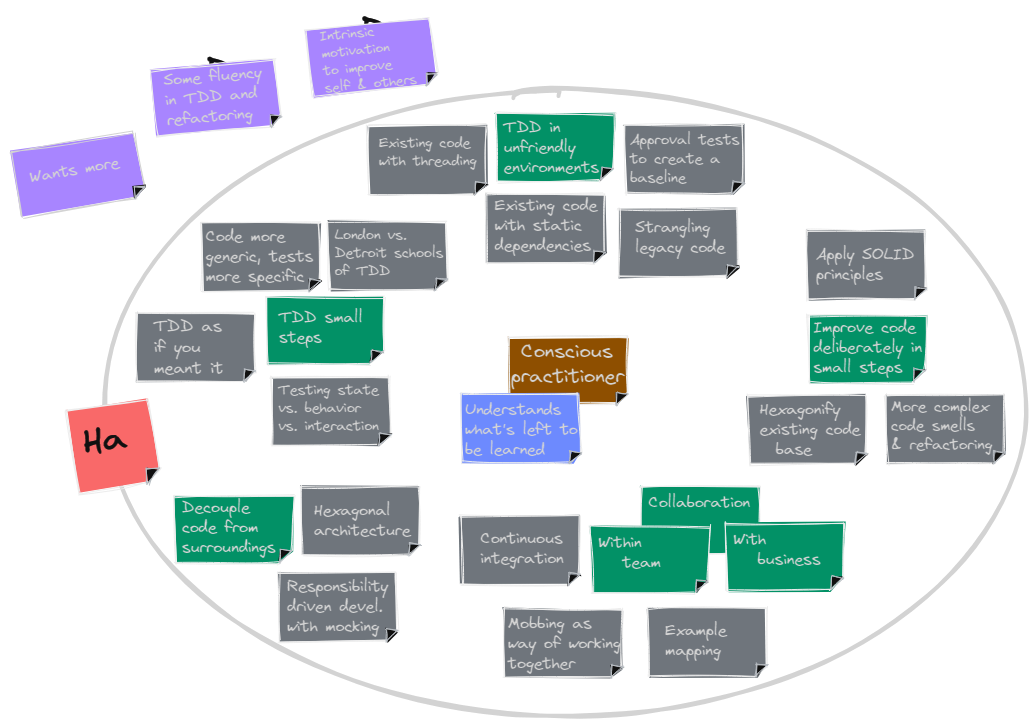 Intrinsic
motivation
to improve
self & others
Some fluency
in TDD and
refactoring
Wants more
Existing code
with threading
TDD in
unfriendly
environments
Approval tests
to create a
baseline
Existing code
with static
dependencies
Strangling
legacy code
Code more
generic, tests
more specific
London vs.
Detroit schools
of TDD
TDD as
if you
meant it
TDD small
steps
Testing state
vs. behavior
vs. interaction
Apply SOLID
principles
Improve code
deliberately in
small steps
Hexagonify
existing code
base
More complex
code smells
& refactoring
Conscious
practitioner
Understands
what's left to
be learned
Ha
Decouple
code from
surroundings
Hexagonal
architecture
Responsibility
driven devel.
with mocking
Collaboration
Continuous
integration
Within
team
With
business
Mobbing as
way of working
together
Example
mapping